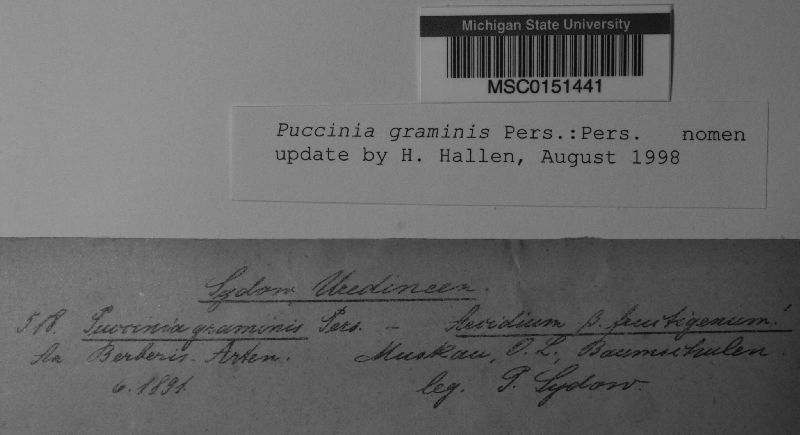 Michigan State University
MSC0151441
Puccinia graminis Pers.:Pers. nomen
update by H. Hallen, August 1998
Sydow Uredineen.
518. Puccinia graminis Pers. – Aecidium β. fructigenum!
An Berberis-Arten. Muskau, O. L., Baumschulen.
6. 1891. leg. P. Sydow.